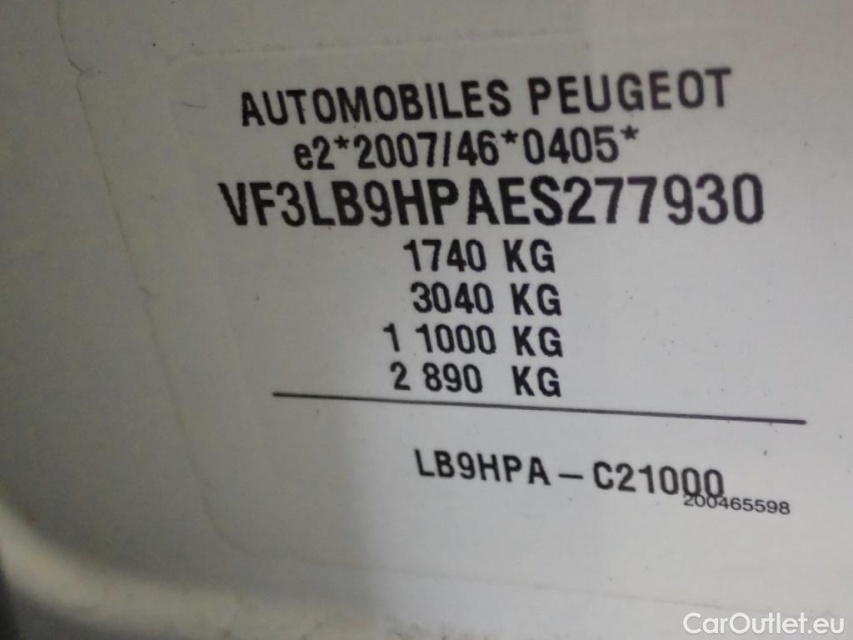 AUTOMOBILES PEUGEOT
e2*2007/46*0405*
VF3LB9HPAES277930
1740 KG
3040 KG
1 1000 KG
2 890 KG
LB9HPA - C21000
200465598
CarOutlet.eu